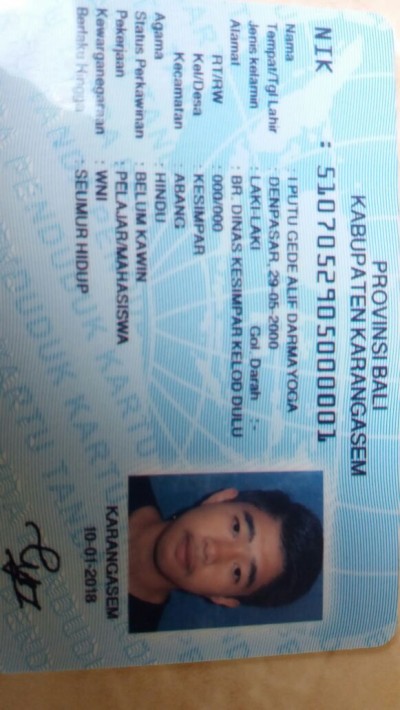 PROVINSI BALI
KABUPATEN KARANGASEM
NIK : 5107052905000001
Nama : I PUTU GEDE ALIF DARMAYOGA
Tempat/Tgl Lahir : DENPASAR, 29-05-2000
Jenis kelamin : LAKI-LAKI Gol. Darah : -
Alamat : BR. DINAS KESIMPAR KELOD DULU
RT/RW : 000/000
Kel/Desa : KESIMPAR
Kecamatan : ABANG
Agama : HINDU
Status Perkawinan : BELUM KAWIN
Pekerjaan : PELAJAR/MAHASISWA
Kewarganegaraan : WNI
Berlaku Hingga : SEUMUR HIDUP
KARANGASEM
10-01-2018